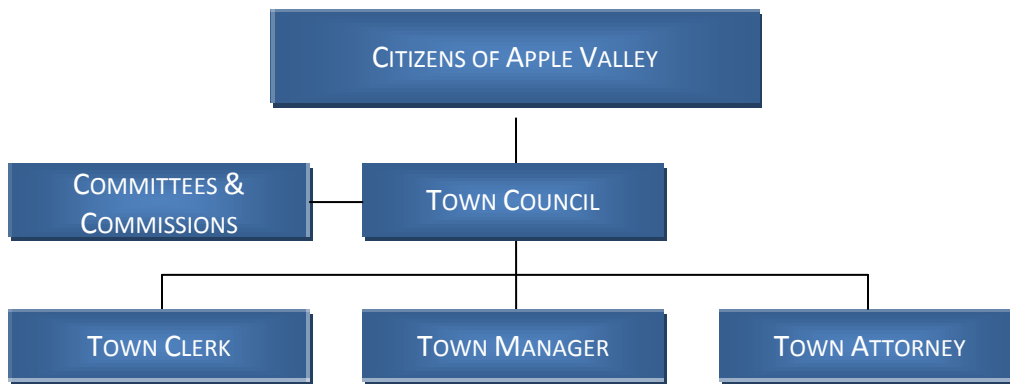 CITIZENS OF APPLE VALLEY
COMMITTEES &
COMMISSIONS
TOWN COUNCIL
TOWN CLERK
TOWN MANAGER
TOWN ATTORNEY